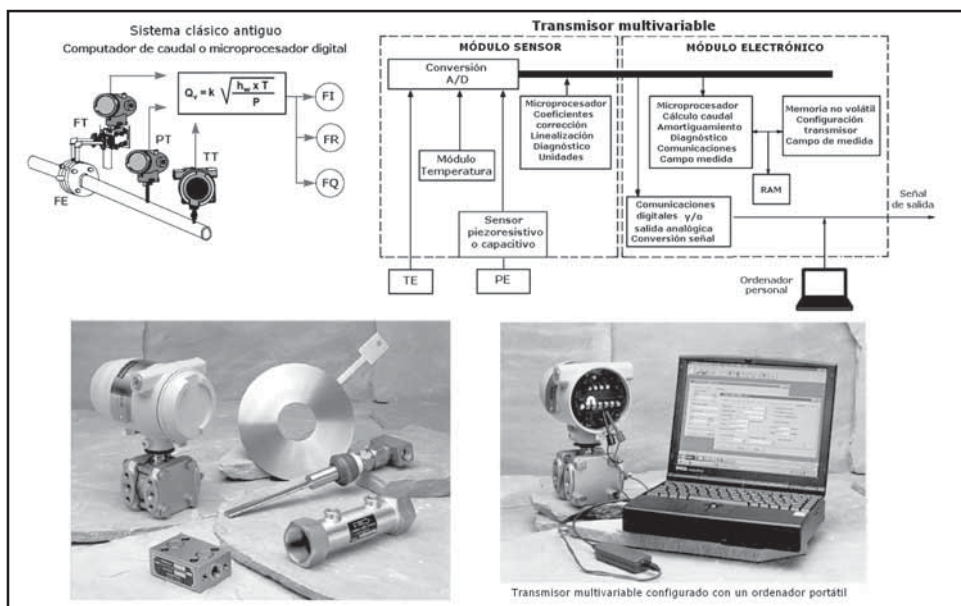 Sistema clásico antiguo
Computador de caudal o microprocesador digital
Qv = k √ hw x T
P
FT
PT
TT
FE
FI
FR
FQ
Transmisor multivariable
MÓDULO SENSOR
MÓDULO ELECTRÓNICO
Conversión
A/D
Microprocesador
Coeficientes
corrección
Linealización
Diagnóstico
Unidades
Módulo
Temperatura
Sensor
piezoresistivo
o capacitivo
TE
PE
Microprocesador
Cálculo caudal
Amortiguamiento
Diagnóstico
Comunicaciones
Campo medida
Memoria no volátil
Configuración
transmisor
Campo de medida
RAM
Comunicaciones
digitales y/o
salida analógica
Conversión señal
Señal
de salida
Ordenador
personal
Transmisor multivariable configurado con un ordenador portátil